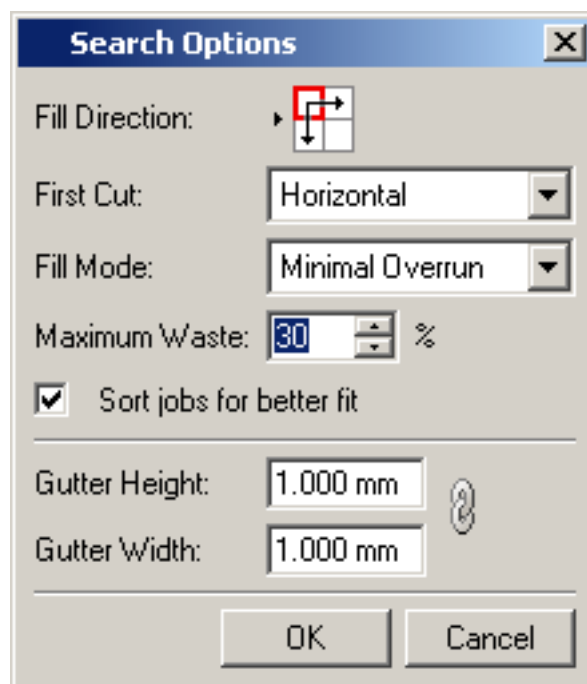 Search Options
Fill Direction:
First Cut: Horizontal
Fill Mode: Minimal Overrun
Maximum Waste: 30 %
Sort jobs for better fit
Gutter Height: 1.000 mm
Gutter Width: 1.000 mm
OK Cancel